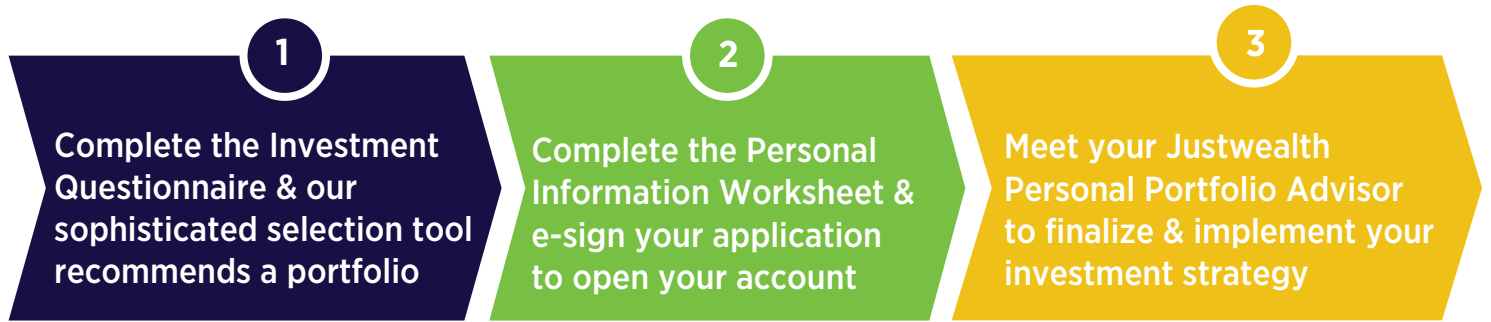 1
Complete the Investment
Questionnaire & our
sophisticated selection tool
recommends a portfolio
2
Complete the Personal
Information Worksheet &
e-sign your application
to open your account
3
Meet your Justwealth
Personal Portfolio Advisor
to finalize & implement your
investment strategy